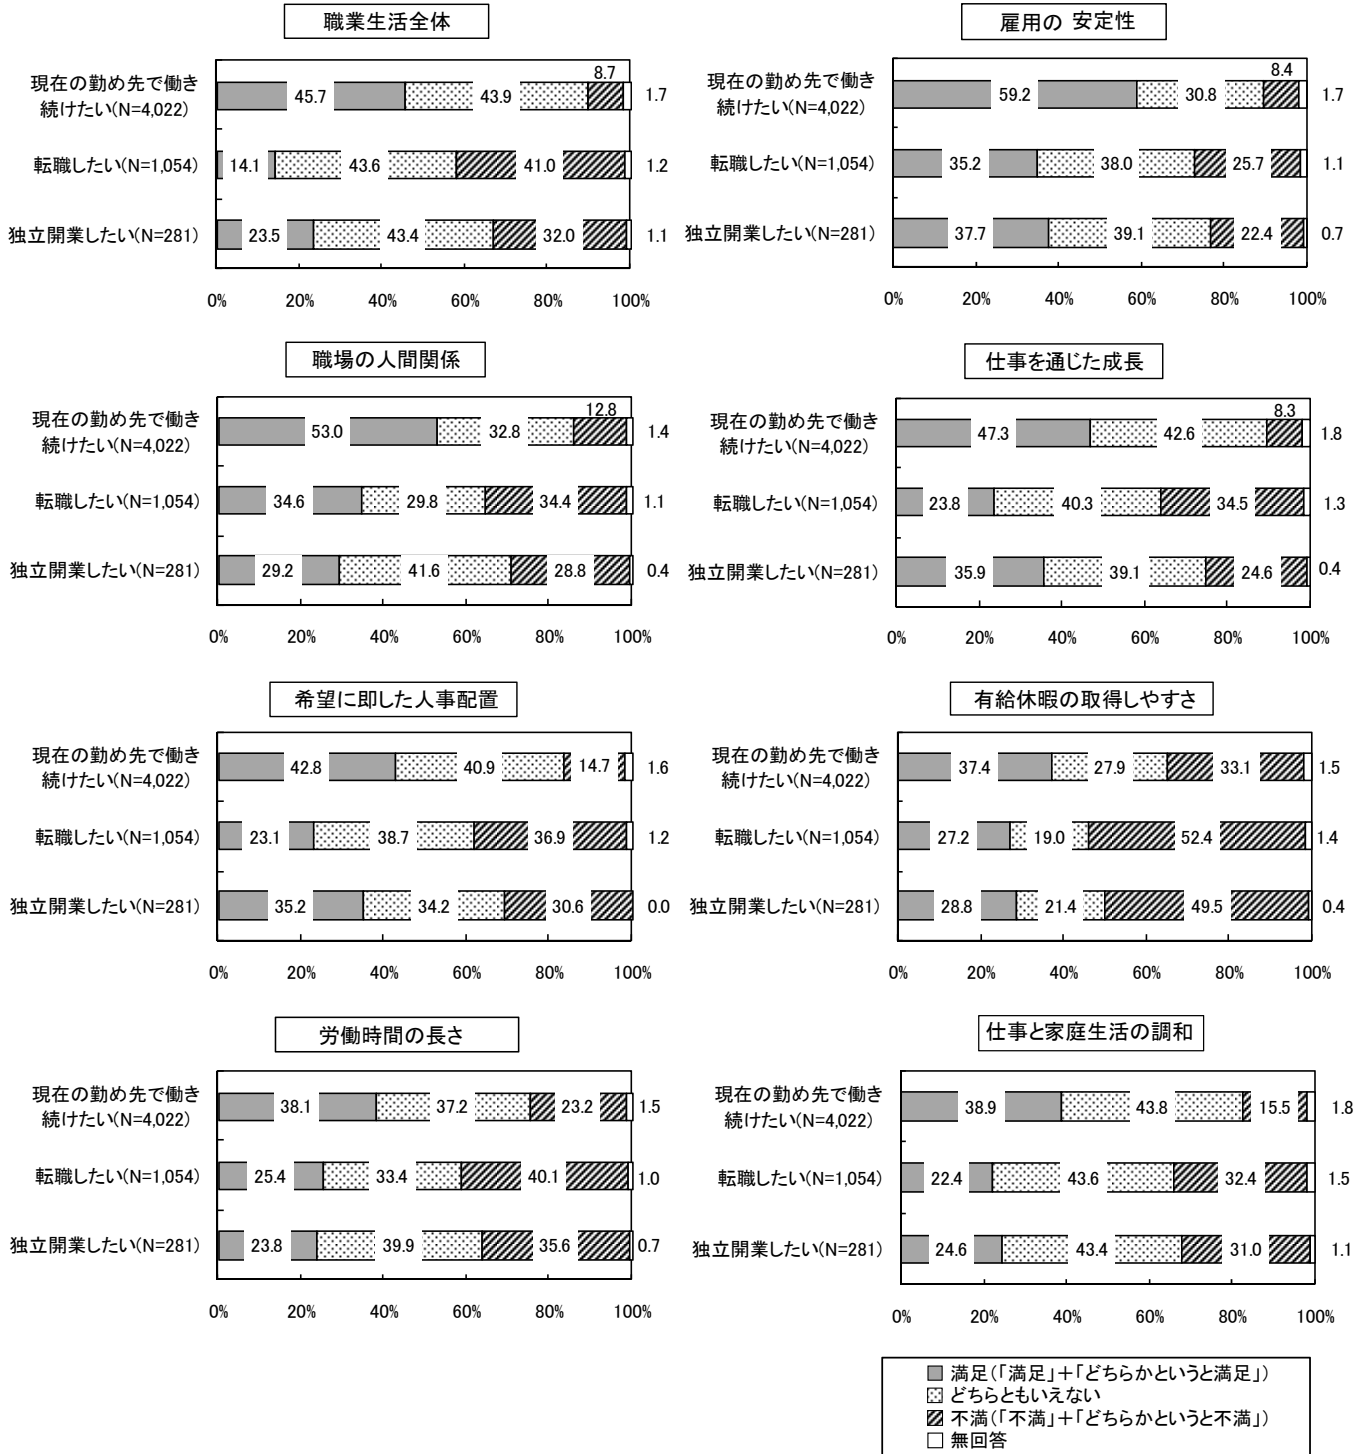 職業生活全体
8.7
現在の勤め先で働き
続けたい(N=4,022)
45.7 43.9 1.7
転職したい(N=1,054) 14.1 43.6 41.0 1.2
独立開業したい(N=281) 23.5 43.4 32.0 1.1
0% 20% 40% 60% 80% 100%
雇用の 安定性
8.4
現在の勤め先で働き
続けたい(N=4,022)
59.2 30.8 1.7
転職したい(N=1,054) 35.2 38.0 25.7 1.1
独立開業したい(N=281) 37.7 39.1 22.4 0.7
0% 20% 40% 60% 80% 100%
職場の人間関係
12.8
現在の勤め先で働き
続けたい(N=4,022)
53.0 32.8 1.4
転職したい(N=1,054) 34.6 29.8 34.4 1.1
独立開業したい(N=281) 29.2 41.6 28.8 0.4
0% 20% 40% 60% 80% 100%
仕事を通じた成長
8.3
現在の勤め先で働き
続けたい(N=4,022)
47.3 42.6 1.8
転職したい(N=1,054) 23.8 40.3 34.5 1.3
独立開業したい(N=281) 35.9 39.1 24.6 0.4
0% 20% 40% 60% 80% 100%
希望に即した人事配置
現在の勤め先で働き
続けたい(N=4,022)
42.8 40.9 14.7 1.6
転職したい(N=1,054) 23.1 38.7 36.9 1.2
独立開業したい(N=281) 35.2 34.2 30.6 0.0
0% 20% 40% 60% 80% 100%
有給休暇の取得しやすさ
現在の勤め先で働き
続けたい(N=4,022)
37.4 27.9 33.1 1.5
転職したい(N=1,054) 27.2 19.0 52.4 1.4
独立開業したい(N=281) 28.8 21.4 49.5 0.4
0% 20% 40% 60% 80% 100%
労働時間の長さ
現在の勤め先で働き
続けたい(N=4,022)
38.1 37.2 23.2 1.5
転職したい(N=1,054) 25.4 33.4 40.1 1.0
独立開業したい(N=281) 23.8 39.9 35.6 0.7
0% 20% 40% 60% 80% 100%
仕事と家庭生活の調和
現在の勤め先で働き
続けたい(N=4,022)
38.9 43.8 15.5 1.8
転職したい(N=1,054) 22.4 43.6 32.4 1.5
独立開業したい(N=281) 24.6 43.4 31.0 1.1
0% 20% 40% 60% 80% 100%
満足(「満足」+「どちらかというと満足」)
どちらともいえない
不満(「不満」+「どちらかというと不満」)
無回答